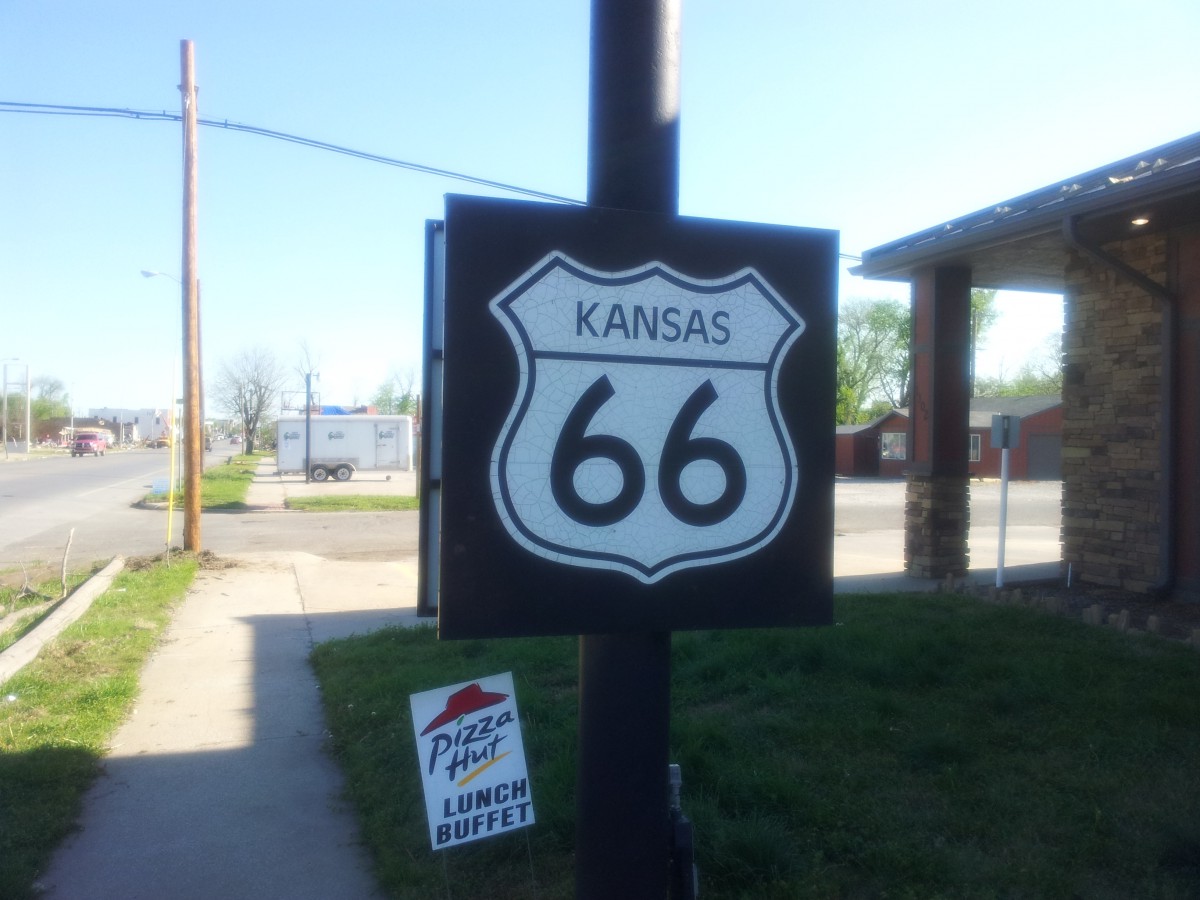 KANSAS
66
Pizza
Hut
LUNCH
BUFFET